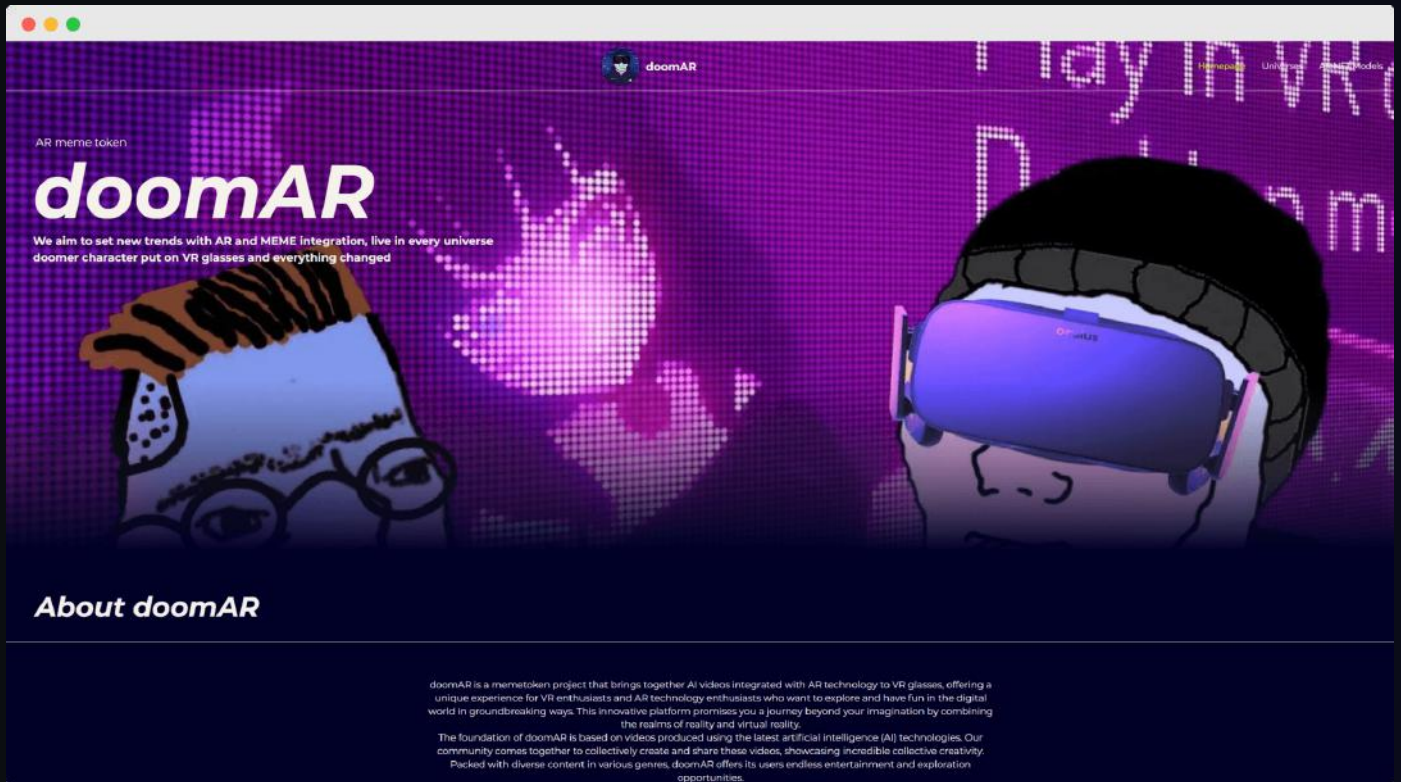 doomAR
Homepage
Play in VR
AR meme token
doomAR
We aim to set new trends with AR and MEME integration, live in every universe
doomer character put on VR glasses and everything changed
About doomAR
doomAR is a memetoken project that brings together AI videos integrated with AR technology to VR glasses, offering a
unique experience for VR enthusiasts and AR technology enthusiasts who want to explore and have fun in the digital
world in groundbreaking ways. This innovative platform promises you a journey beyond your imagination by combining
the realms of reality and virtual reality.
The foundation of doomAR is based on videos produced using the latest artificial intelligence (AI) technologies. Our
community comes together to collectively create and share these videos, showcasing incredible collective creativity.
Packed with diverse content in various genres, doomAR offers its users endless entertainment and exploration
opportunities.